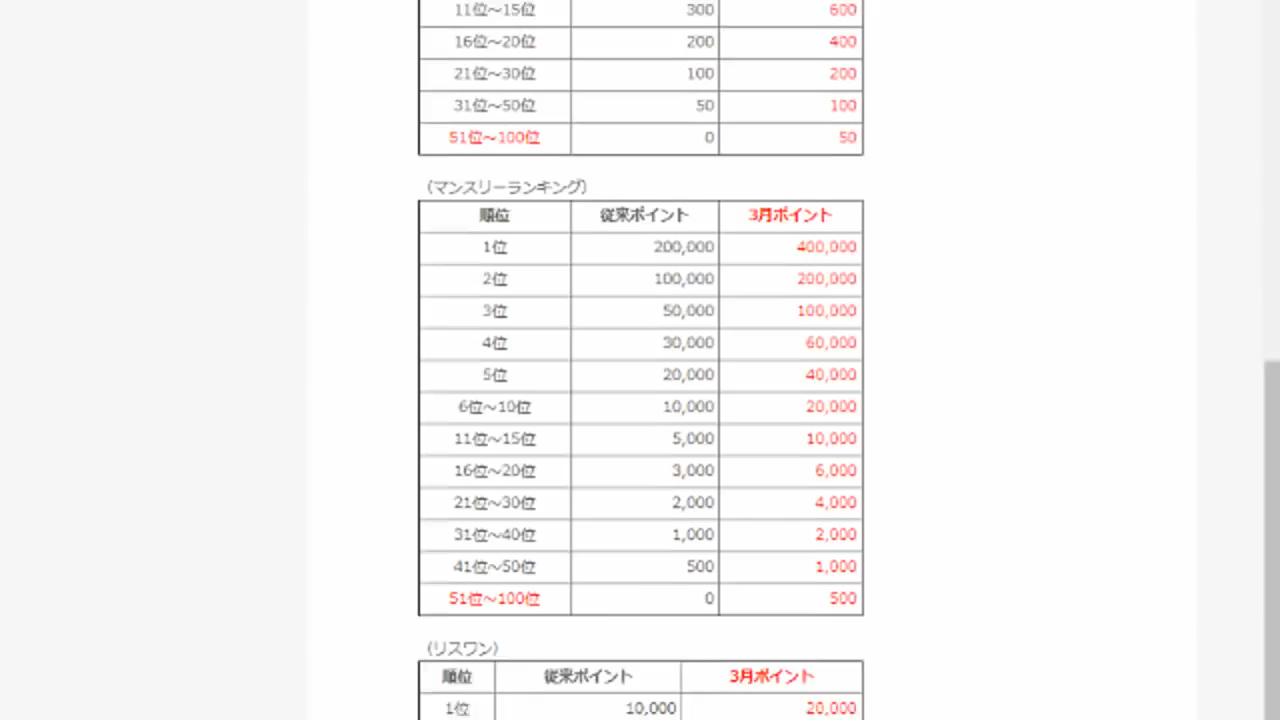 11位～15位 300 600
16位～20位 200 400
21位～30位 100 200
31位～50位 50 100
51位～100位 0 50
（マンスリーランキング）
順位 従来ポイント 3月ポイント
1位 200,000 400,000
2位 100,000 200,000
3位 50,000 100,000
4位 30,000 60,000
5位 20,000 40,000
6位～10位 10,000 20,000
11位～15位 5,000 10,000
16位～20位 3,000 6,000
21位～30位 2,000 4,000
31位～40位 1,000 2,000
41位～50位 500 1,000
51位～100位 0 500
（リスワン）
順位 従来ポイント 3月ポイント
1位 10,000 20,000